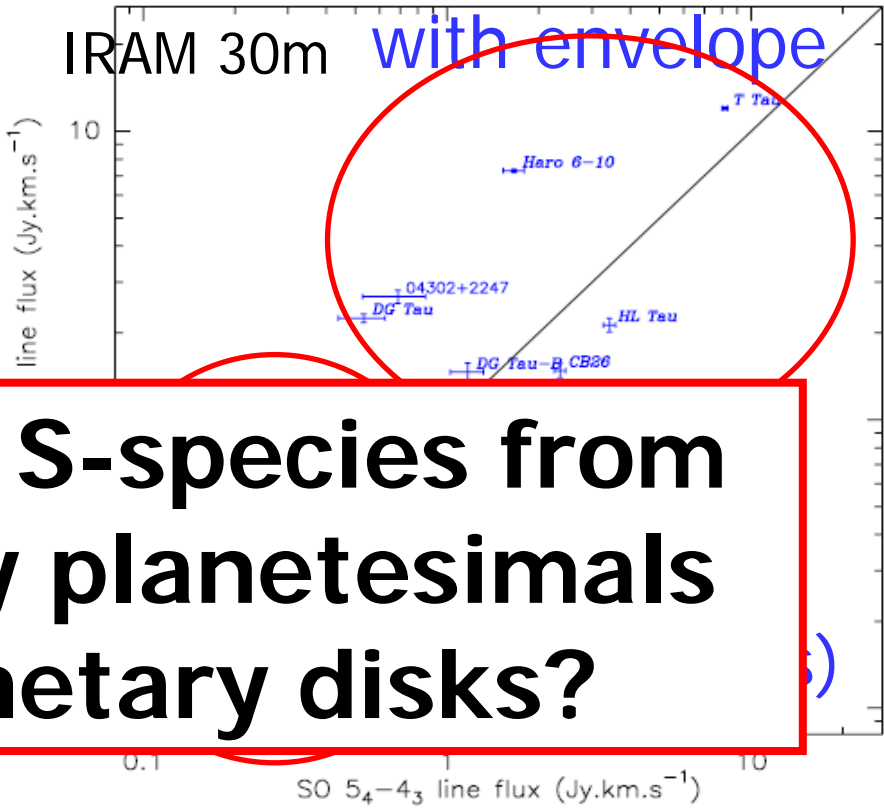 IRAM 30m with envelope
line flux (Jy.km.s⁻¹)
10
T Tau
Haro 6-10
04302+2247
DG Tau
HL Tau
DG Tau-B CB26
S-species from
planetesimals
disks?
s)
0.1 1 10
SO 5₄-4₃ line flux (Jy.km.s⁻¹)